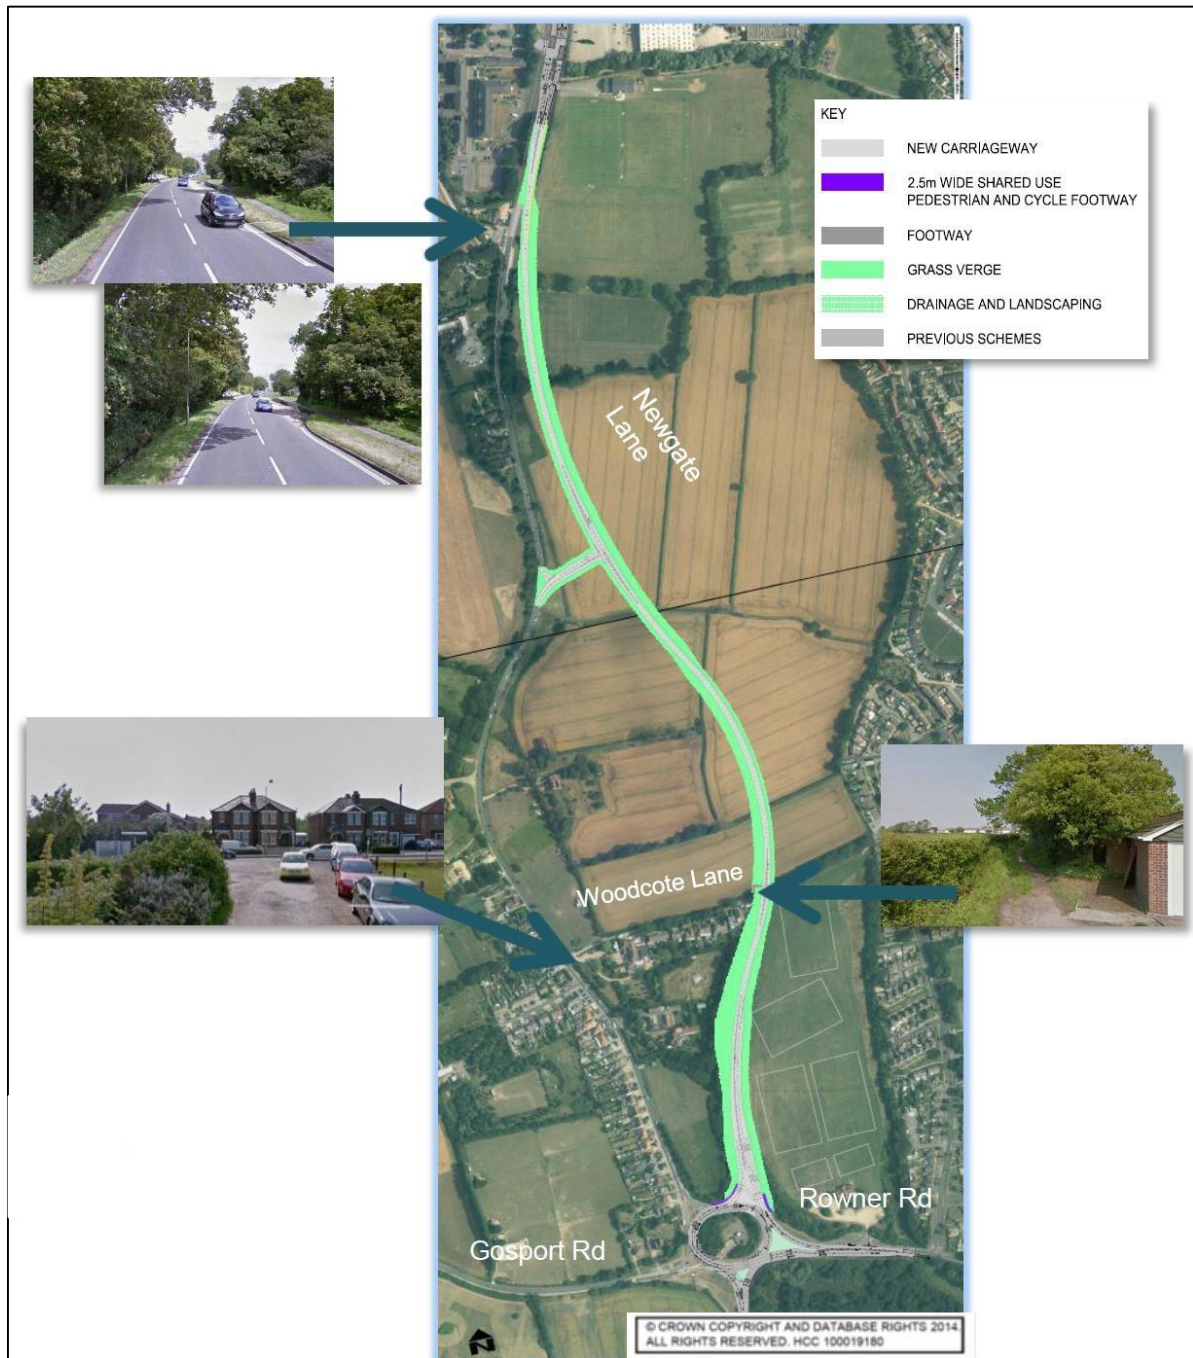 KEY
NEW CARRIAGEWAY
2.5m WIDE SHARED USE
PEDESTRIAN AND CYCLE FOOTWAY
FOOTWAY
GRASS VERGE
DRAINAGE AND LANDSCAPING
PREVIOUS SCHEMES
Newgate
Lane
Woodcote Lane
Rowner Rd
Gosport Rd
N
© CROWN COPYRIGHT AND DATABASE RIGHTS 2014.
ALL RIGHTS RESERVED. HCC 100019180